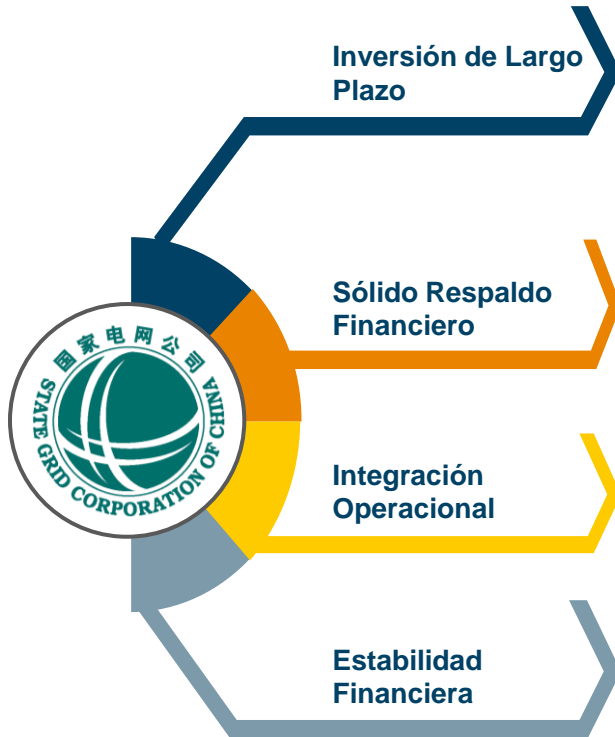 Inversión de Largo
Plazo
Sólido Respaldo
Financiero
国家电网公司
STATE GRID CORPORATION OF CHINA
Integración
Operacional
Estabilidad
Financiera